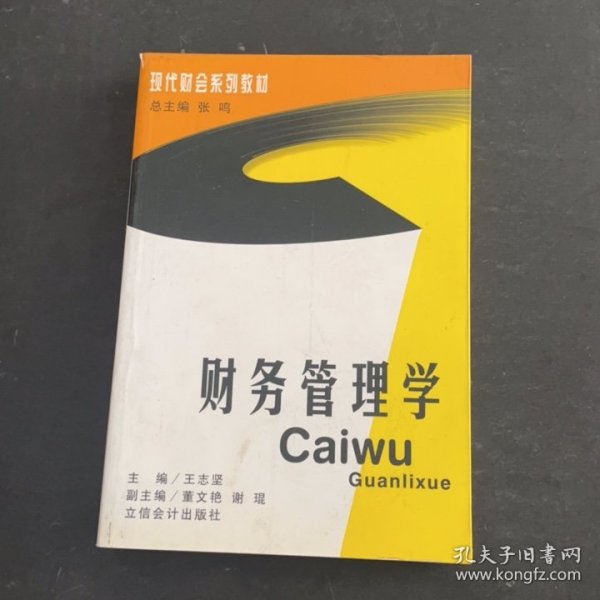 现代财会系列教材
总主编 张 鸣
财务管理学
Caiwu
Guanlixue
主 编/王志坚
副主编/董文艳 谢 琨
立信会计出版社
孔夫子旧书网
www.kongfz.com